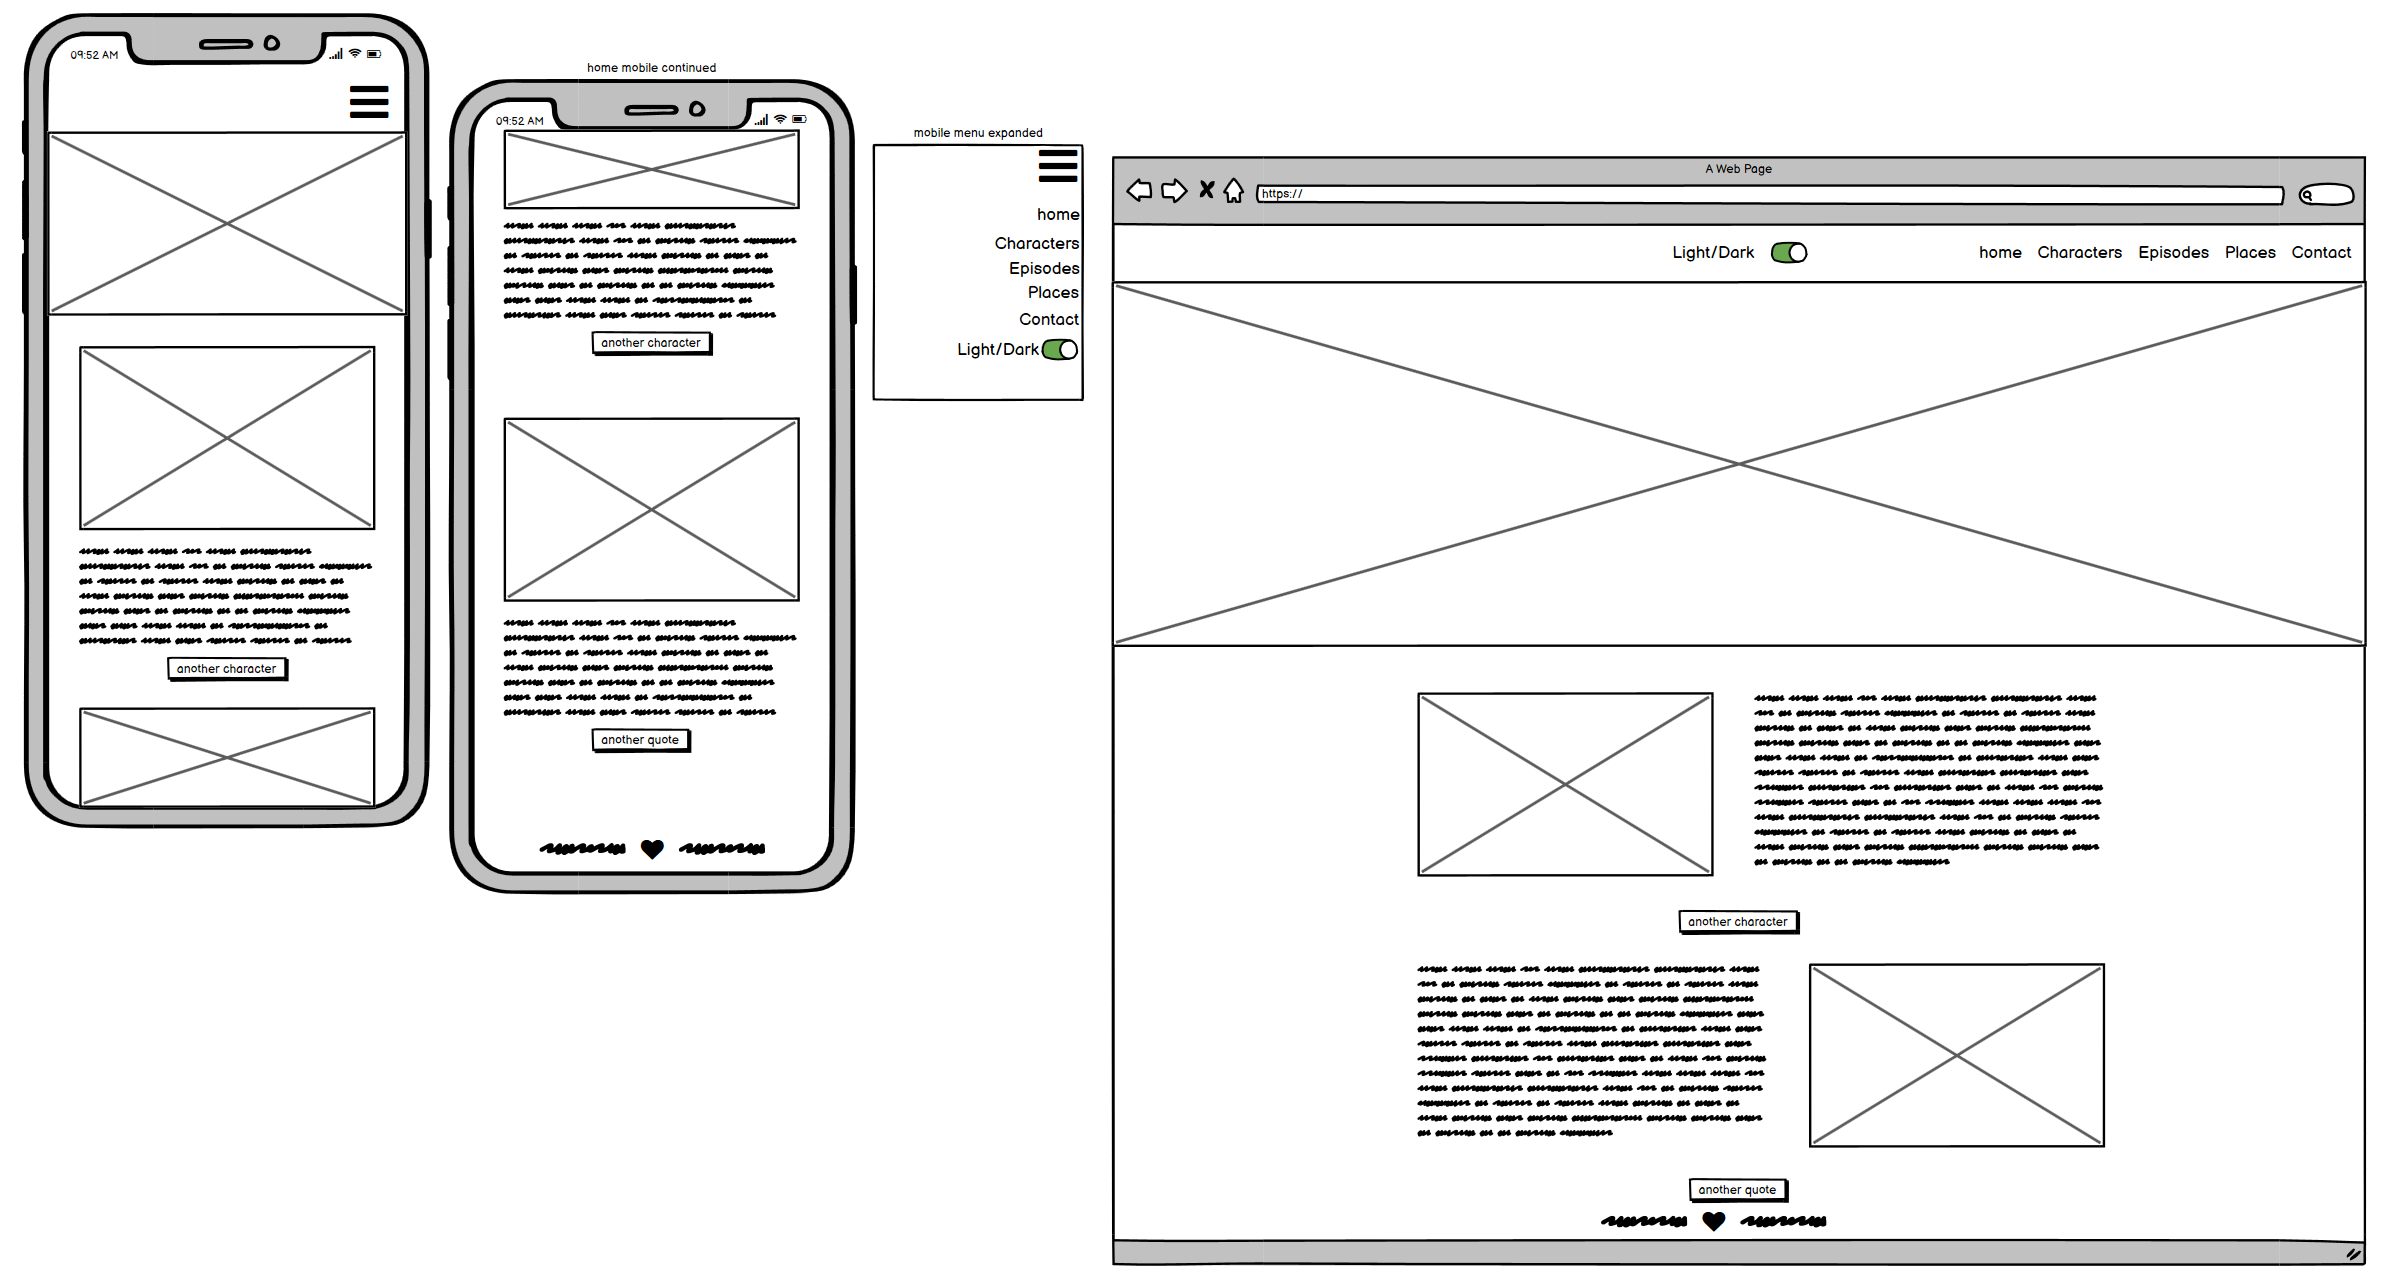 09:52 AM
another character
home mobile continued
09:52 AM
another character
another quote
mobile menu expanded
home
Characters
Episodes
Places
Contact
Light/Dark
A Web Page
https://
Light/Dark home Characters Episodes Places Contact
another character
another quote